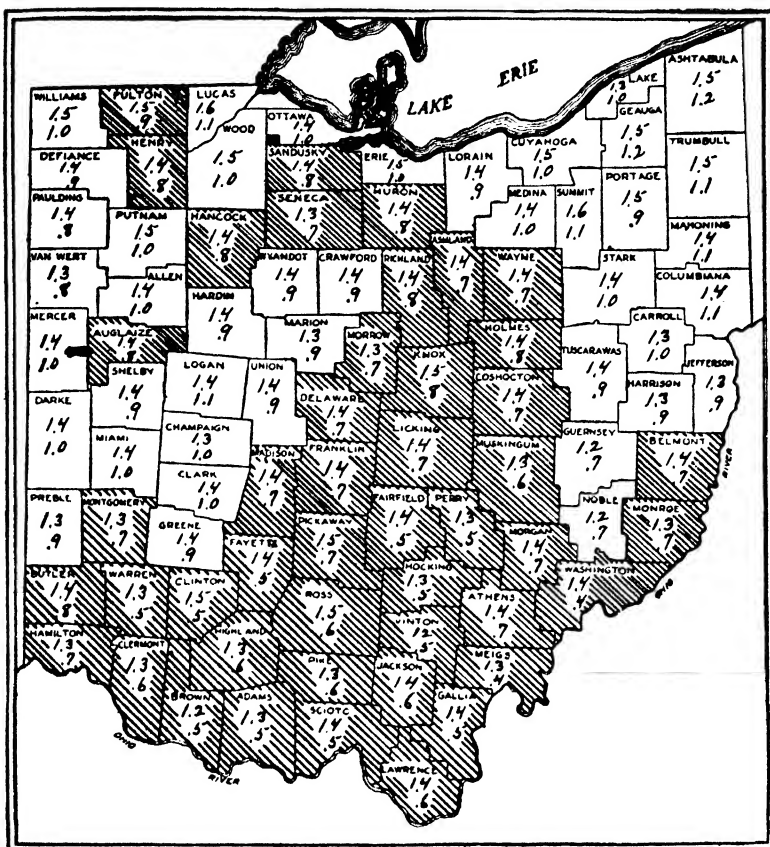 LAKE ERIE
WILLIAMS
1.5
1.0
FULTON
1.5
.9
LUCAS
1.6
1.1
WOOD
1.5
1.0
OTTAWA
1.4
1.0
LAKE
1.3
1.0
ASHTABULA
1.5
1.2
GEAUGA
1.5
1.2
CUYAHOGA
1.5
1.0
TRUMBULL
1.5
1.1
DEFIANCE
1.4
.9
HENRY
1.4
.8
SANDUSKY
1.4
.8
ERIE
1.5
1.0
LORAIN
1.4
.9
MEDINA
1.4
1.0
SUMMIT
1.6
1.1
PORTAGE
1.5
.9
PAULDING
1.4
.8
PUTNAM
1.5
1.0
HANCOCK
1.4
.8
SENECA
1.3
.7
HURON
1.4
.8
MAHONING
1.4
1.1
VAN WERT
1.3
.8
ALLEN
1.4
1.0
HARDIN
1.4
.9
WYANDOT
1.4
.9
CRAWFORD
1.4
.9
RICHLAND
1.4
.8
ASHLAND
1.4
.7
WAYNE
1.4
.7
STARK
1.4
1.0
COLUMBIANA
1.4
1.1
MERCER
1.4
1.0
AUGLAIZE
1.4
.8
MARION
1.3
.9
MORROW
1.3
.7
HOLMES
1.4
.8
CARROLL
1.3
1.0
TUSCARAWAS
1.4
.9
JEFFERSON
1.3
.9
SHELBY
1.4
.9
LOGAN
1.4
1.1
UNION
1.4
.9
KNOX
1.5
.8
COSHOCTON
1.4
.7
HARRISON
1.3
.9
DARKE
1.4
1.0
DELAWARE
1.4
.7
MIAMI
1.4
1.0
CHAMPAIGN
1.3
1.0
LICKING
1.4
.7
MUSKINGUM
1.3
.6
GUERNSEY
1.2
.7
BELMONT
1.4
.7
CLARK
1.4
1.0
MADISON
1.4
.7
FRANKLIN
1.4
.7
PREBLE
1.3
.9
MONTGOMERY
1.3
.7
GREENE
1.4
.9
FAIRFIELD
1.4
.5
PERRY
1.3
.5
NOBLE
1.2
.7
MONROE
1.3
.7
FAYETTE
1.4
.5
PICKAWAY
1.5
.7
MORGAN
1.4
.7
WASHINGTON
1.4
BUTLER
1.4
.8
WARREN
1.3
.5
CLINTON
1.5
.5
ROSS
1.5
.6
HOCKING
1.3
.5
ATHENS
1.4
.7
VINTON
1.2
.5
HAMILTON
1.3
.7
CLERMONT
1.3
.6
HIGHLAND
1.3
.6
PIKE
1.3
.6
JACKSON
1.4
.6
MEIGS
1.3
.4
BROWN
1.2
.5
ADAMS
1.3
.5
SCIOTO
1.4
.5
GALLIA
1.4
.5
LAWRENCE
1.4
.6
OHIO RIVER
OHIO RIVER